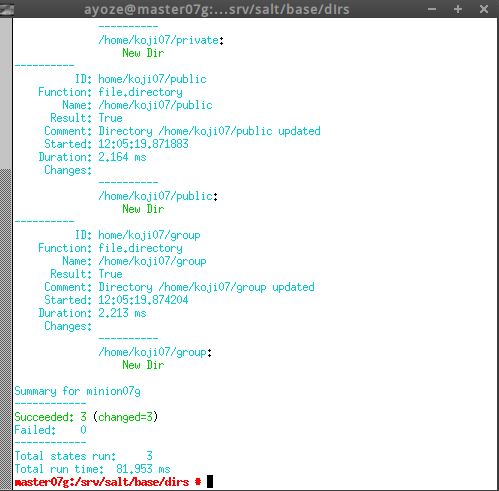 ayoze@master07g:...srv/salt/base/dirs
----------
/home/koji07/private:
New Dir
----------
ID: home/koji07/public
Function: file.directory
Name: /home/koji07/public
Result: True
Comment: Directory /home/koji07/public updated
Started: 12:05:19.871883
Duration: 2.164 ms
Changes:
----------
/home/koji07/public:
New Dir
----------
ID: home/koji07/group
Function: file.directory
Name: /home/koji07/group
Result: True
Comment: Directory /home/koji07/group updated
Started: 12:05:19.874204
Duration: 2.213 ms
Changes:
----------
/home/koji07/group:
New Dir
Summary for minion07g
------------
Succeeded: 3 (changed=3)
Failed:    0
------------
Total states run:     3
Total run time:  81.953 ms
master07g:/srv/salt/base/dirs #